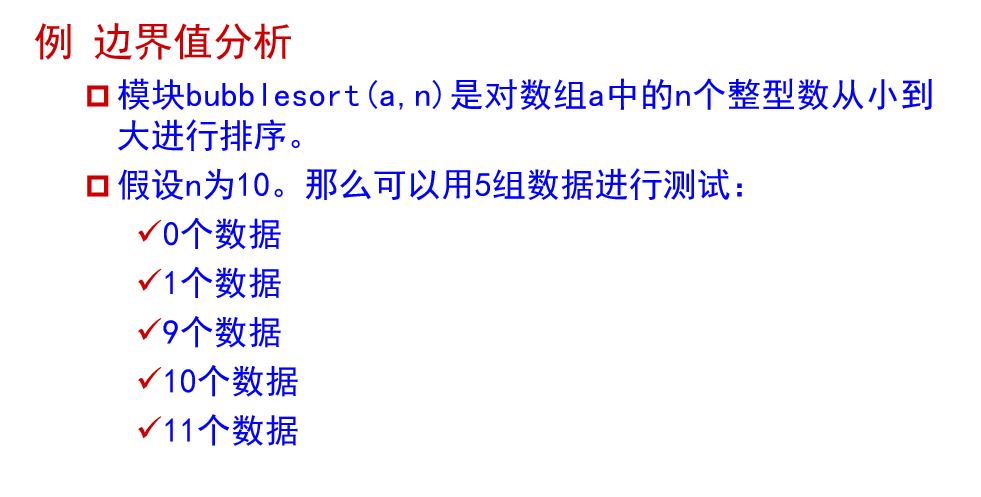 例 边界值分析
模块bubblesort(a,n)是对数组a中的n个整型数从小到
大进行排序。
假设n为10。那么可以用5组数据进行测试：
0个数据
1个数据
9个数据
10个数据
11个数据